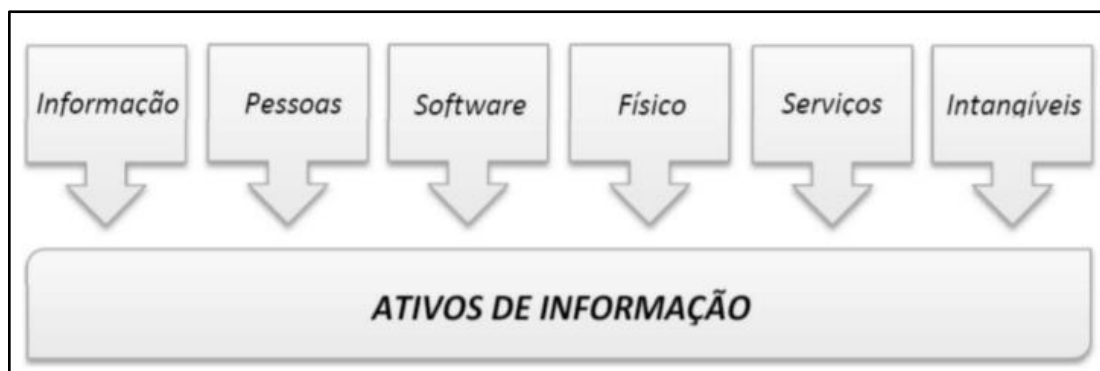 Informação
Pessoas
Software
Físico
Serviços
Intangíveis
ATIVOS DE INFORMAÇÃO